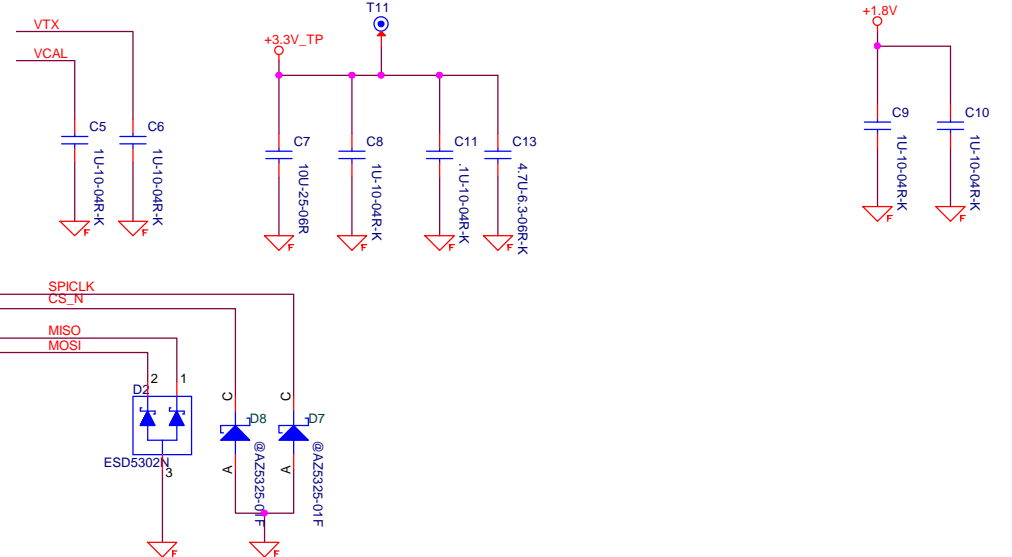 T11
VTX
+1.8V
+3.3V_TP
VCAL
C5
1U-10-04R-K
C6
1U-10-04R-K
C7
10U-25-06R
C8
1U-10-04R-K
C11
.1U-10-04R-K
C13
4.7U-6.3-06R-K
C9
1U-10-04R-K
C10
1U-10-04R-K
F
F
F
F
F
F
F
F
SPICLK
CS_N
MISO
MOSI
2
1
D2
C
C
D8
D7
@AZ5325-01F
@AZ5325-01F
A
A
ESD5302N
3
F
F